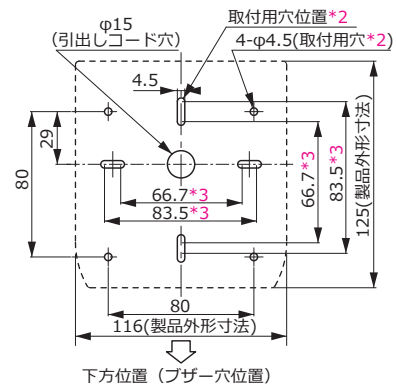 φ15
(引出しコード穴)
取付用穴位置*2
4-φ4.5(取付用穴*2)
4.5
29
80
66.7*3
83.5*3
66.7*3
83.5*3
125(製品外形寸法)
80
116(製品外形寸法)
下方位置（ブザー穴位置）